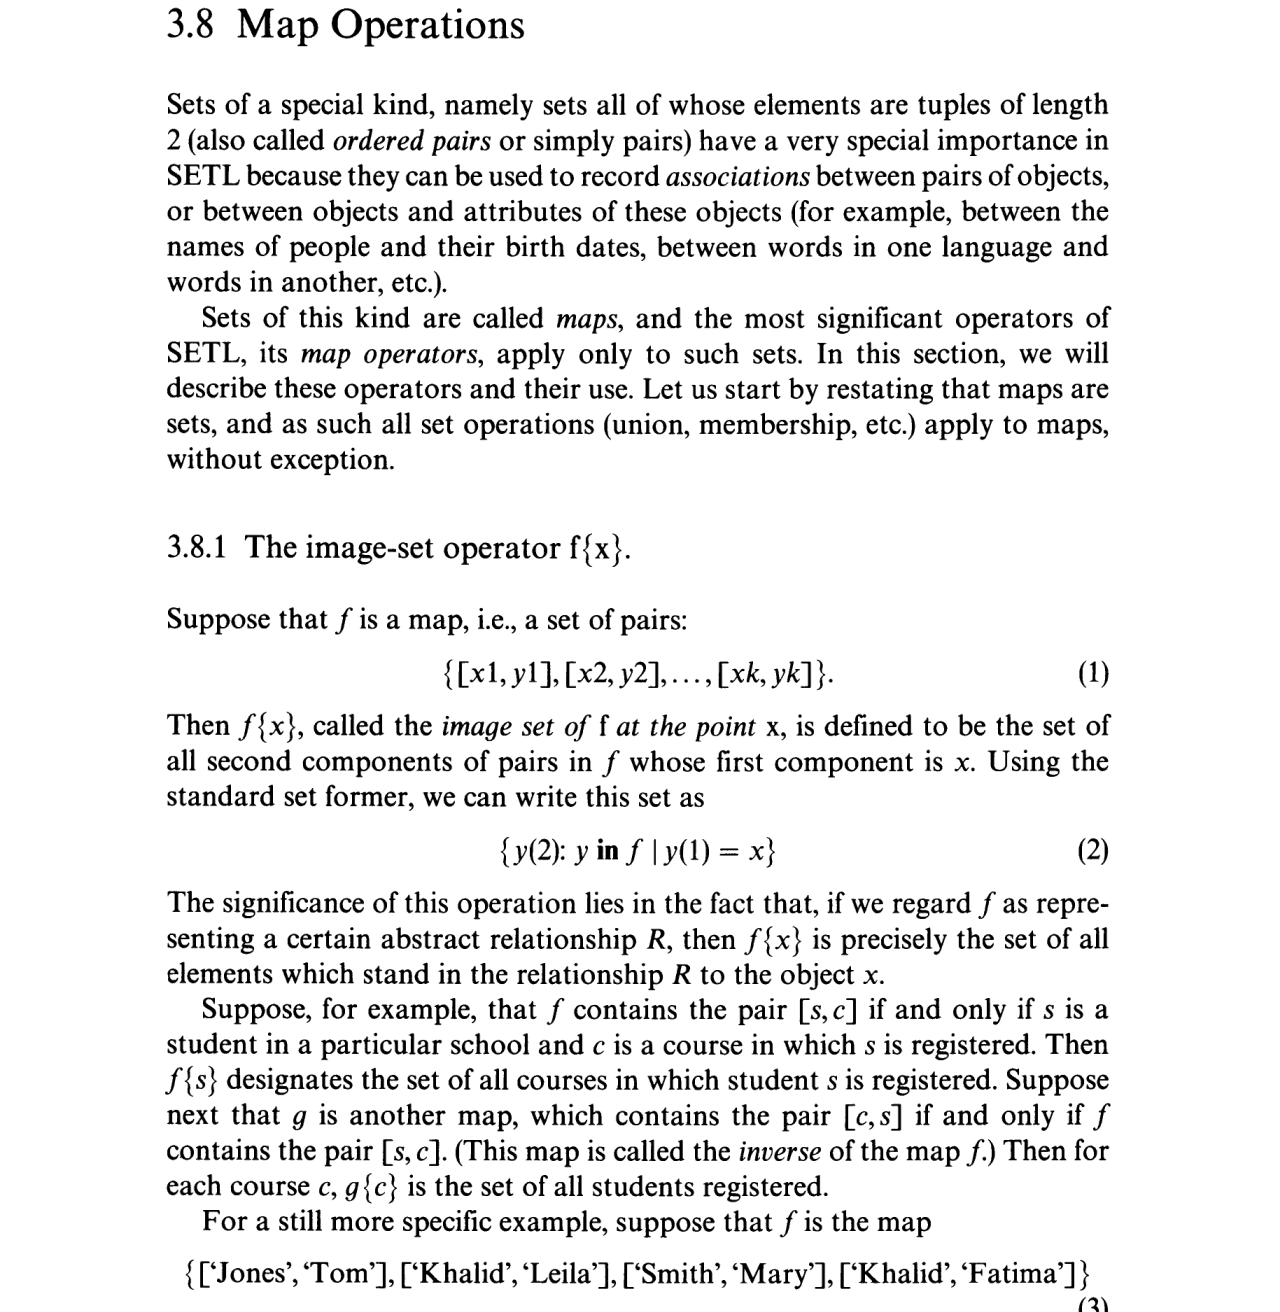 3.8 Map Operations
Sets of a special kind, namely sets all of whose elements are tuples of length
2 (also called ordered pairs or simply pairs) have a very special importance in
SETL because they can be used to record associations between pairs of objects,
or between objects and attributes of these objects (for example, between the
names of people and their birth dates, between words in one language and
words in another, etc.).
Sets of this kind are called maps, and the most significant operators of
SETL, its map operators, apply only to such sets. In this section, we will
describe these operators and their use. Let us start by restating that maps are
sets, and as such all set operations (union, membership, etc.) apply to maps,
without exception.
3.8.1 The image-set operator f{x}.
Suppose that f is a map, i.e., a set of pairs:
{[x1, y1], [x2, y2], ..., [xk, yk]}. (1)
Then f{x}, called the image set of f at the point x, is defined to be the set of
all second components of pairs in f whose first component is x. Using the
standard set former, we can write this set as
{y(2): y in f | y(1) = x} (2)
The significance of this operation lies in the fact that, if we regard f as repre-
senting a certain abstract relationship R, then f{x} is precisely the set of all
elements which stand in the relationship R to the object x.
Suppose, for example, that f contains the pair [s, c] if and only if s is a
student in a particular school and c is a course in which s is registered. Then
f{s} designates the set of all courses in which student s is registered. Suppose
next that g is another map, which contains the pair [c, s] if and only if f
contains the pair [s, c]. (This map is called the inverse of the map f.) Then for
each course c, g{c} is the set of all students registered.
For a still more specific example, suppose that f is the map
{[‘Jones’, ‘Tom’], [‘Khalid’, ‘Leila’], [‘Smith’, ‘Mary’], [‘Khalid’, ‘Fatima’]}
(3)